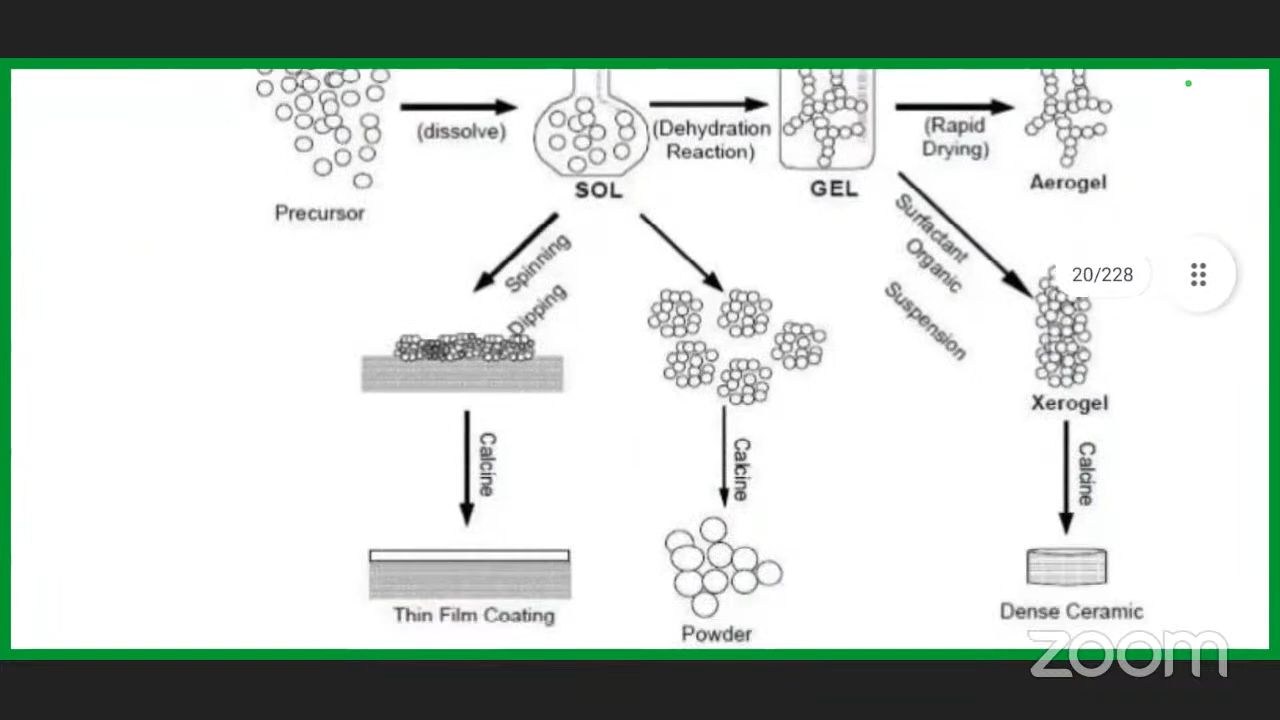 (dissolve)
(Dehydration
Reaction)
(Rapid
Drying)
Precursor
SOL
GEL
Aerogel
Spinning
Dipping
Surfactant
Organic
Suspension
20/228
Xerogel
Calcine
Calcine
Calcine
Thin Film Coating
Powder
Dense Ceramic
zoom